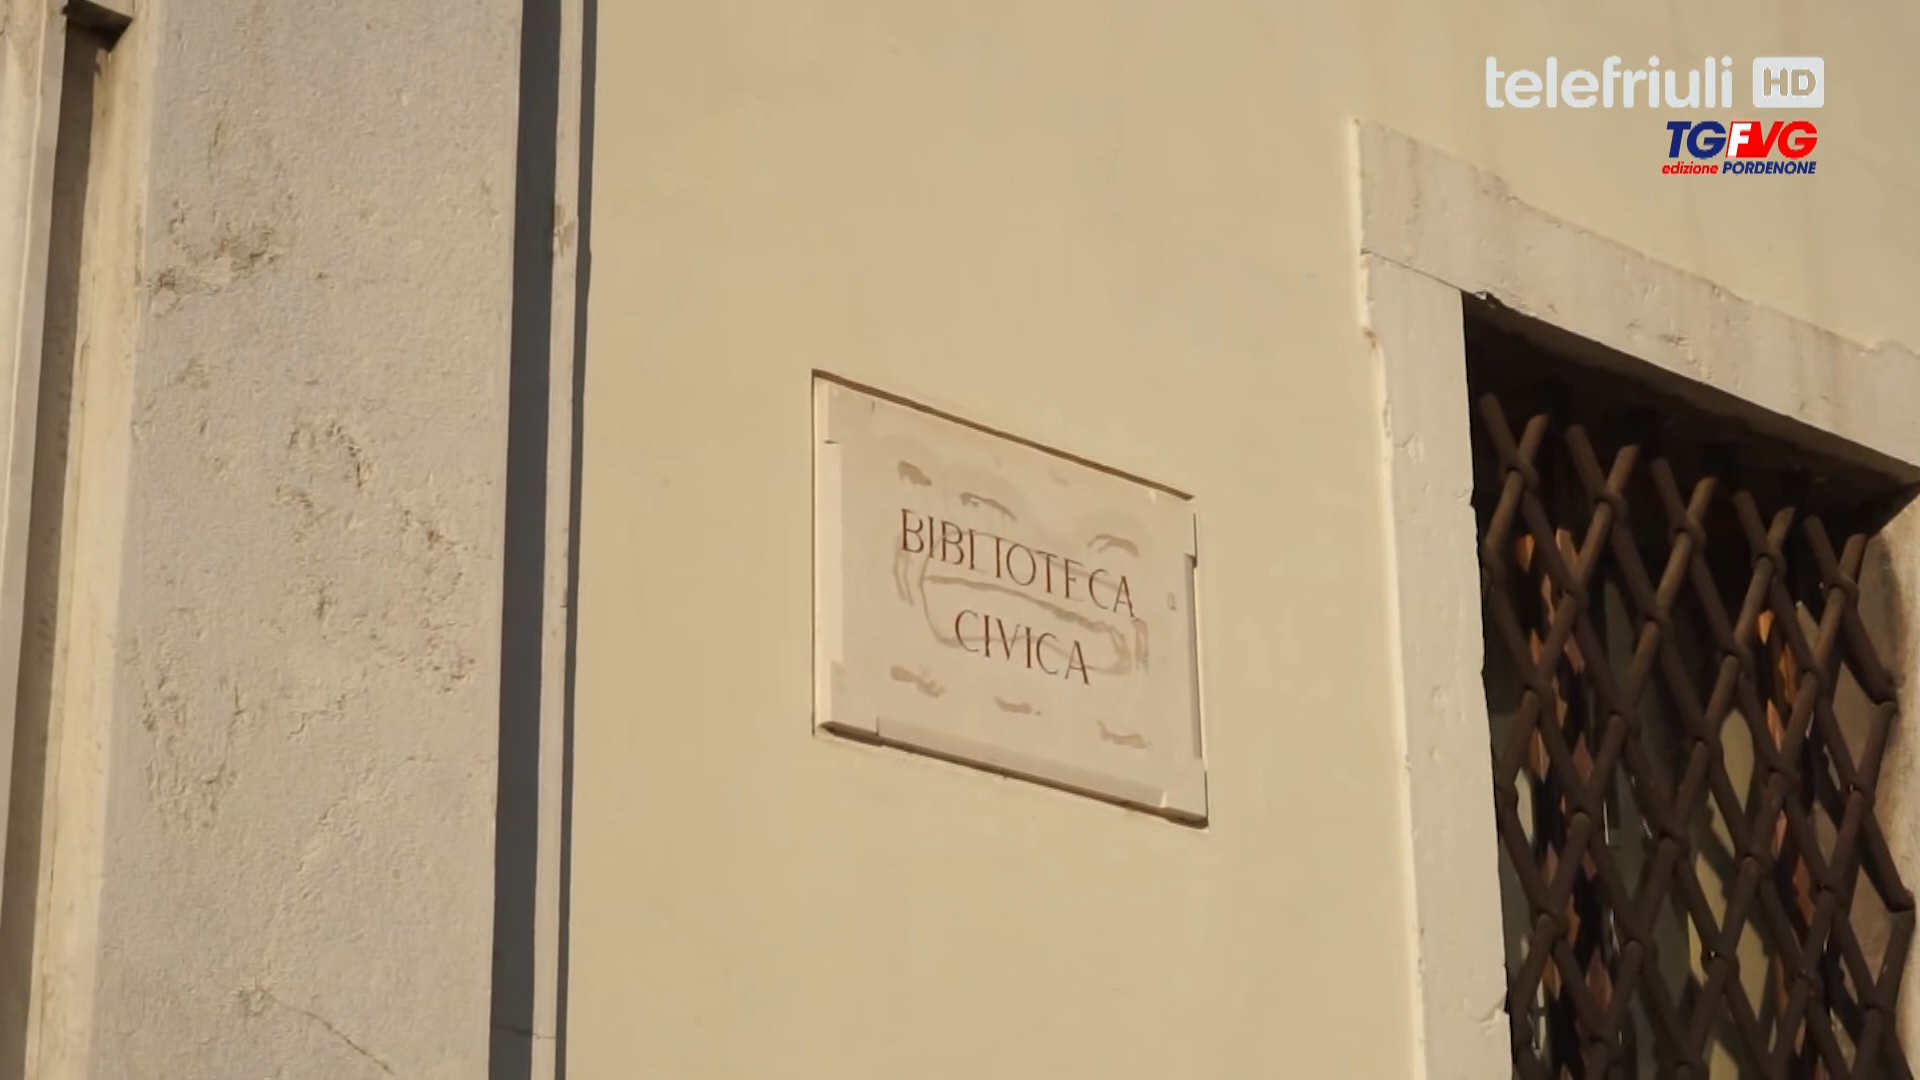 telefriuli HD
TGFVG
edizione PORDENONE
BIBLIOTECA
CIVICA